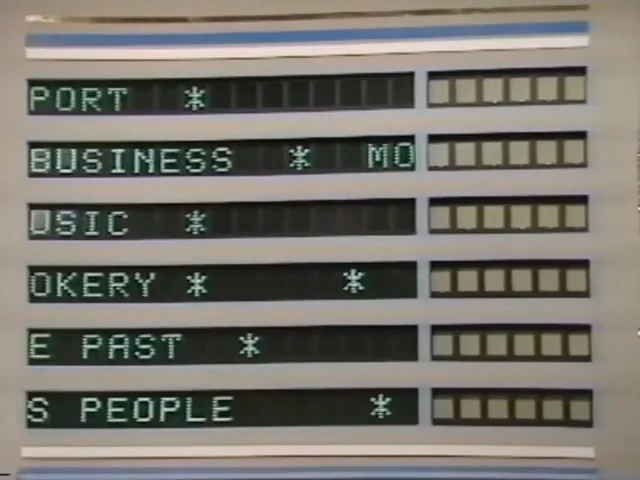 PORT *
BUSINESS * MO
USIC *
OKERY * *
E PAST *
S PEOPLE *